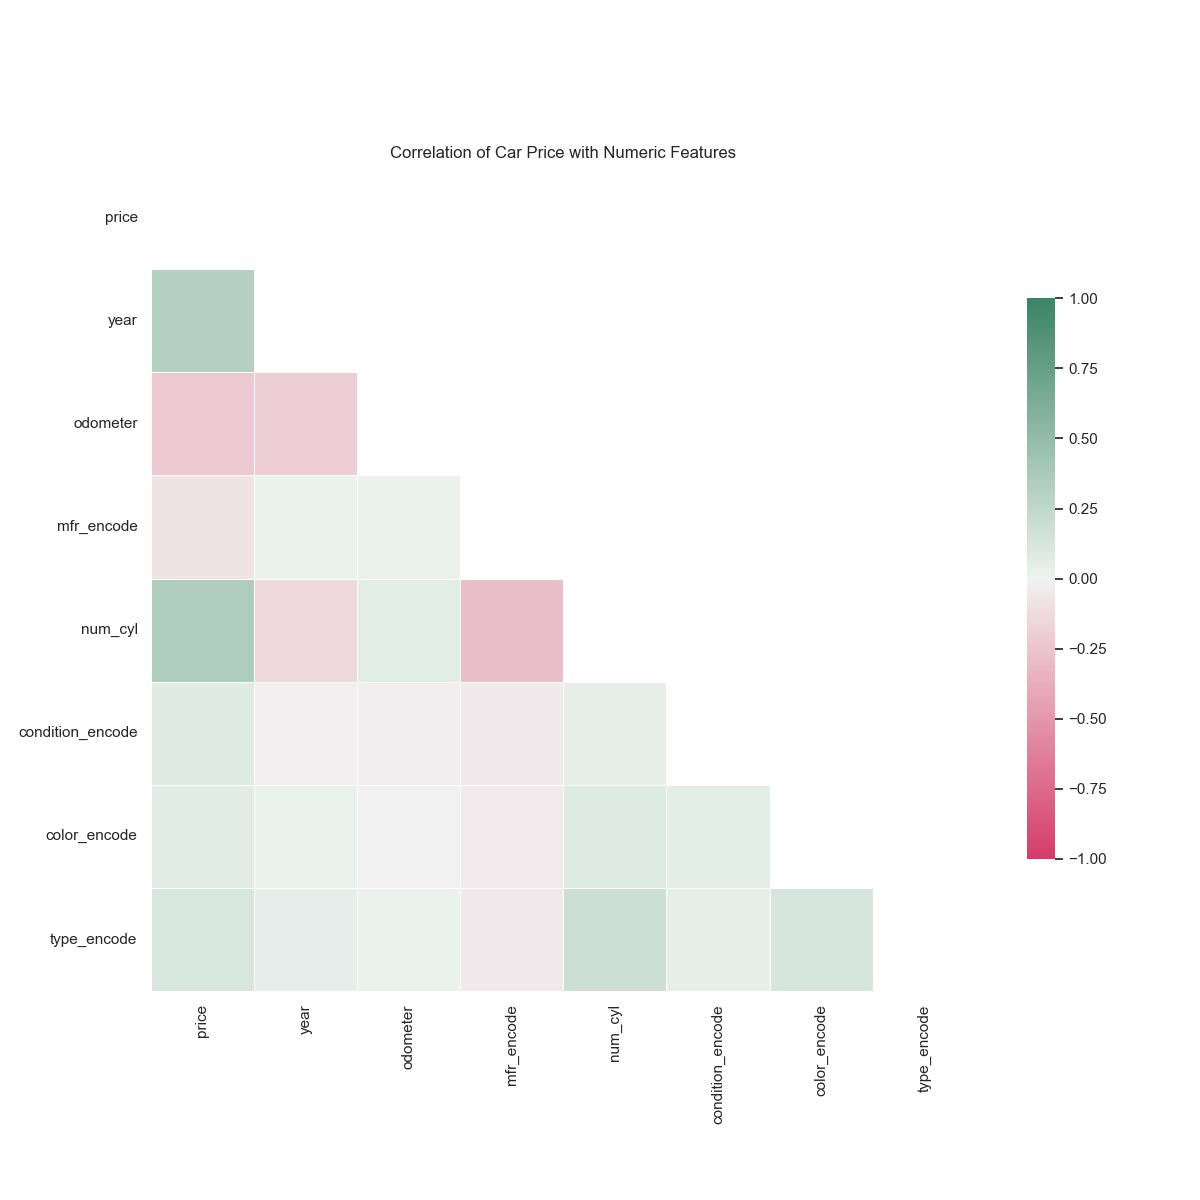 Correlation of Car Price with Numeric Features
price
year
odometer
mfr_encode
num_cyl
condition_encode
color_encode
type_encode
price
year
odometer
mfr_encode
num_cyl
condition_encode
color_encode
type_encode
1.00
0.75
0.50
0.25
0.00
−0.25
−0.50
−0.75
−1.00